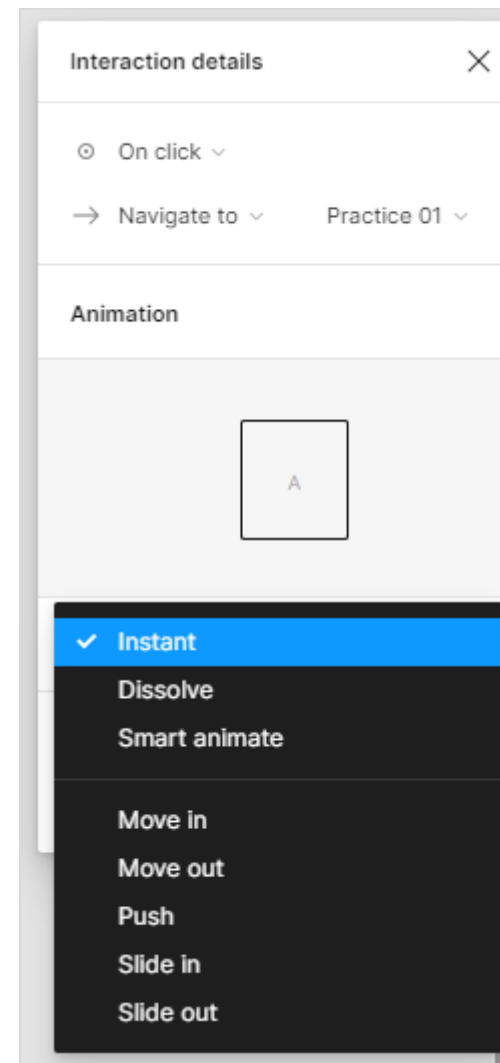 Interaction details
On click
Navigate to Practice 01
Animation
A
Instant
Dissolve
Smart animate
Move in
Move out
Push
Slide in
Slide out